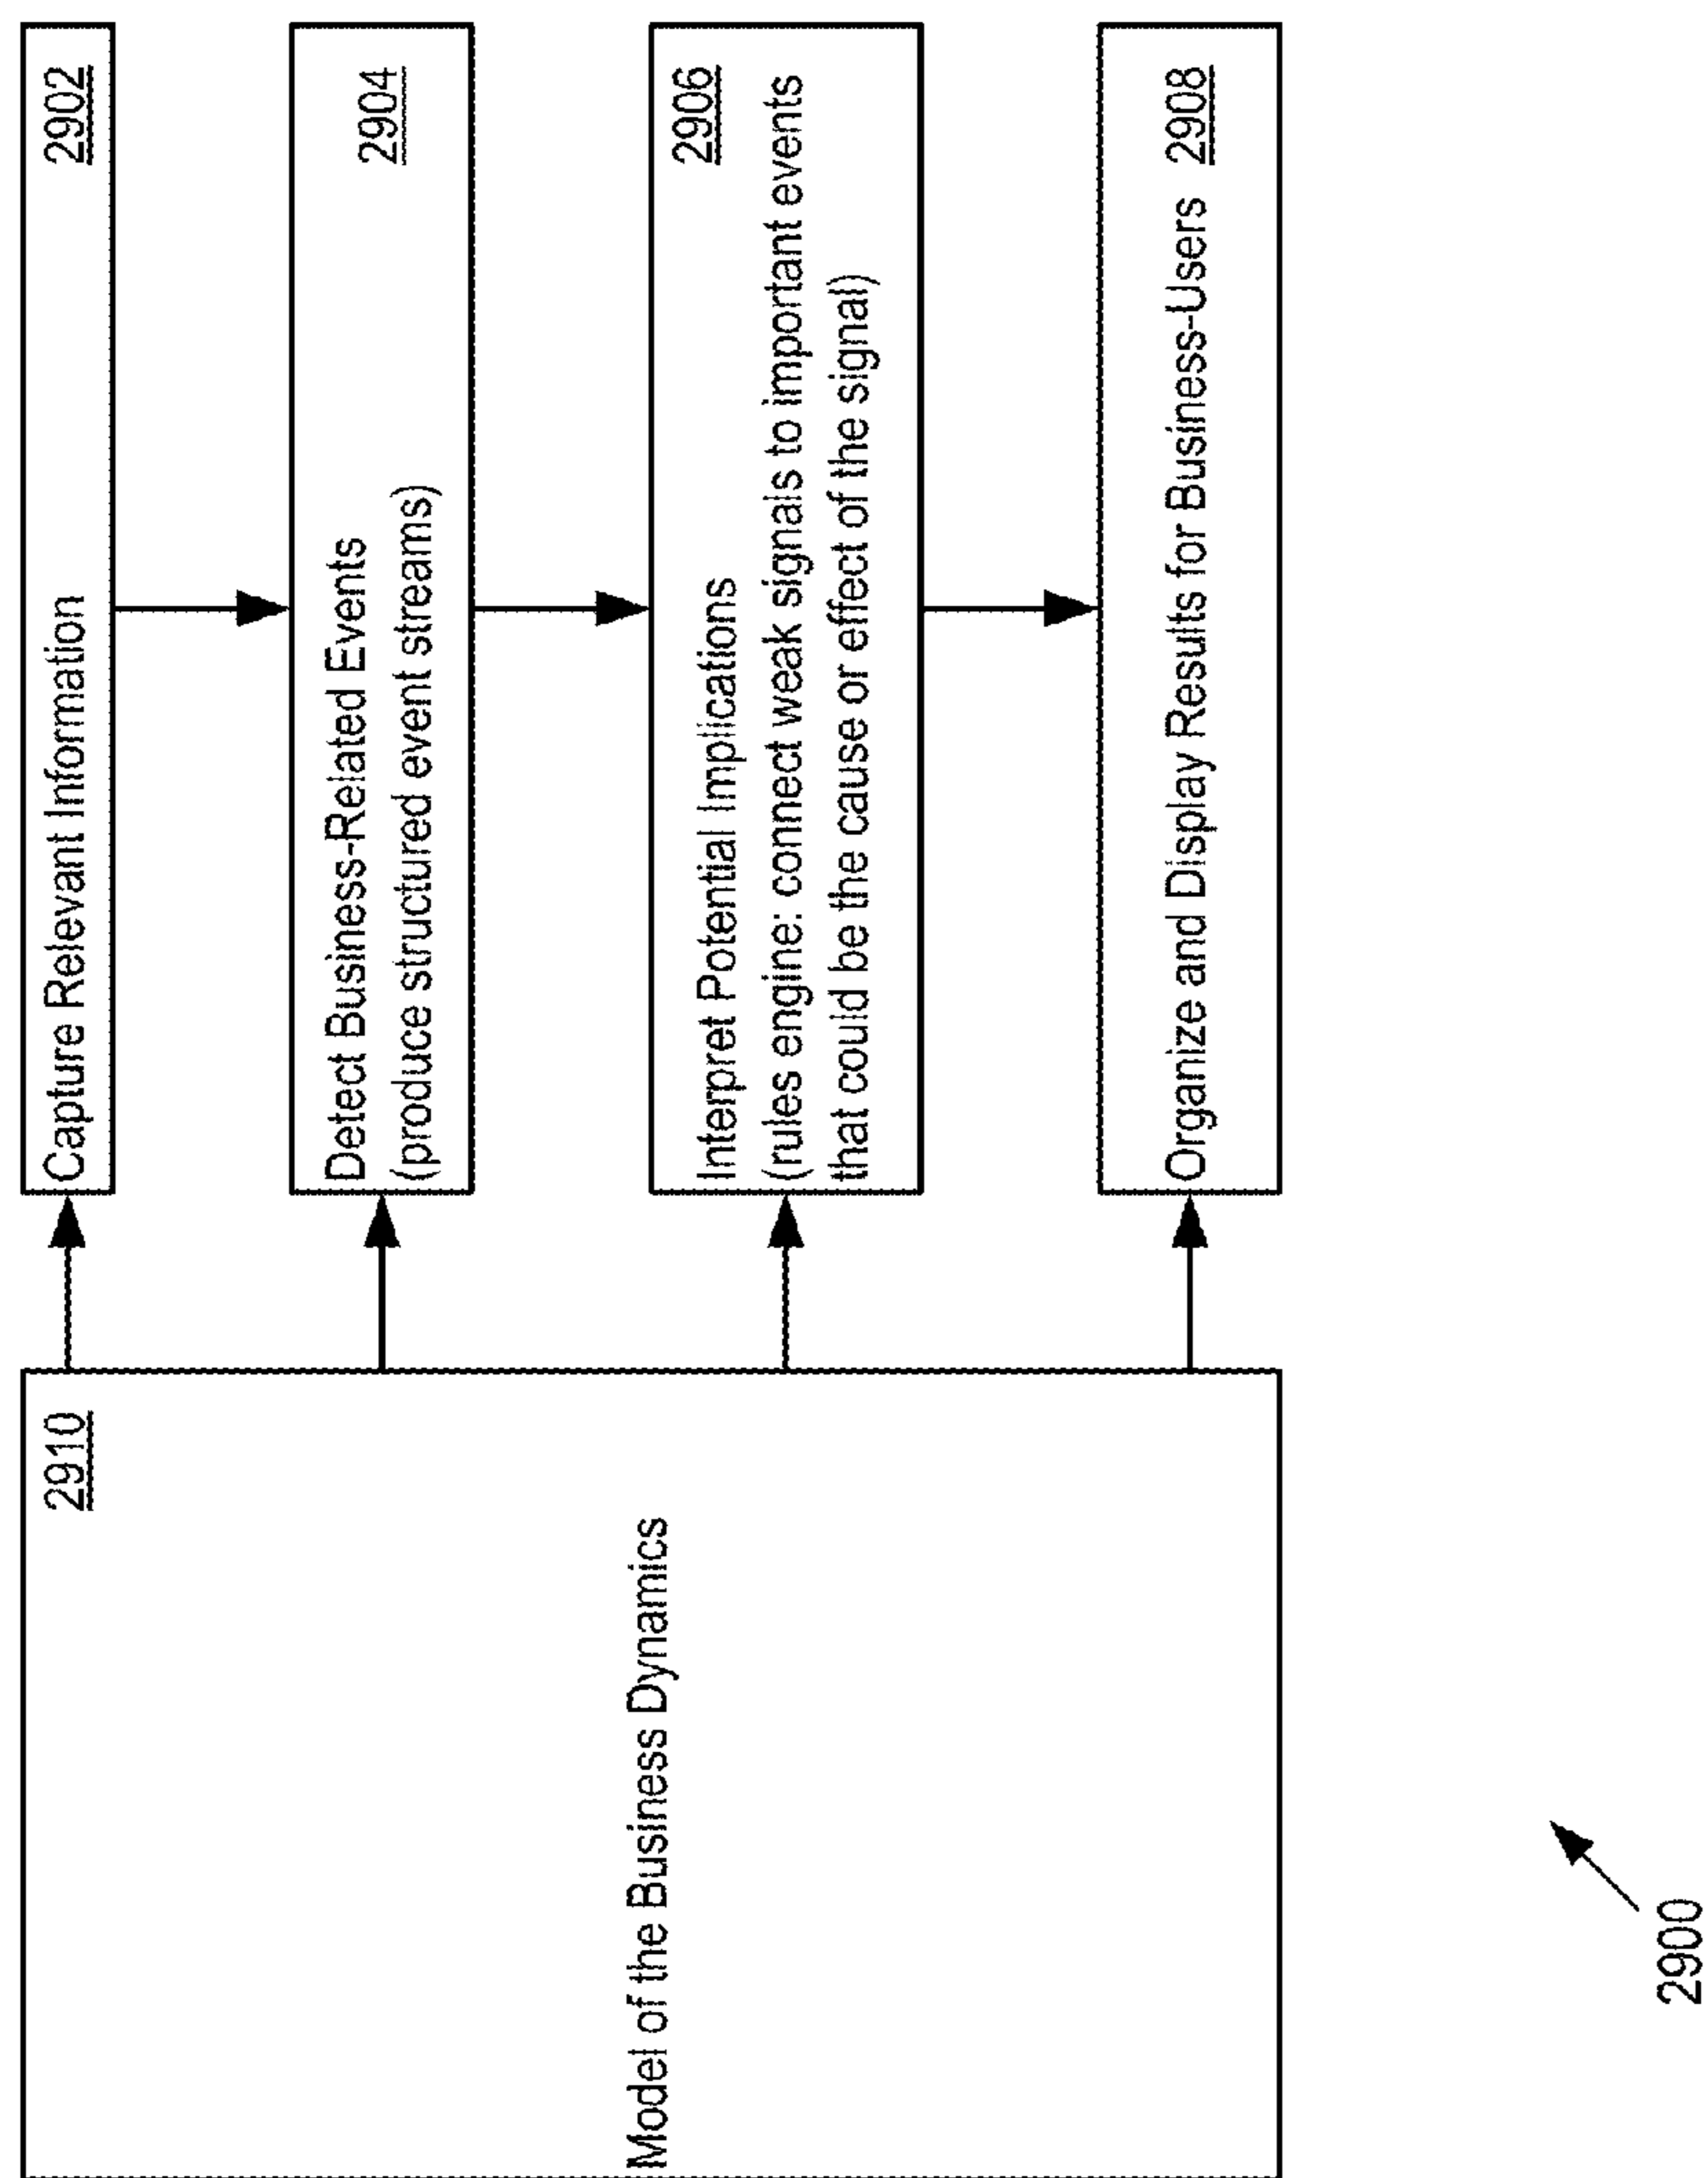 2910
Model of the Business Dynamics
Capture Relevant Information
2902
Detect Business-Related Events
(produce structured event streams)
2904
Interpret Potential Implications
(rules engine: connect weak signals to important events
that could be the cause or effect of the signal)
2906
Organize and Display Results for Business-Users
2908
2900